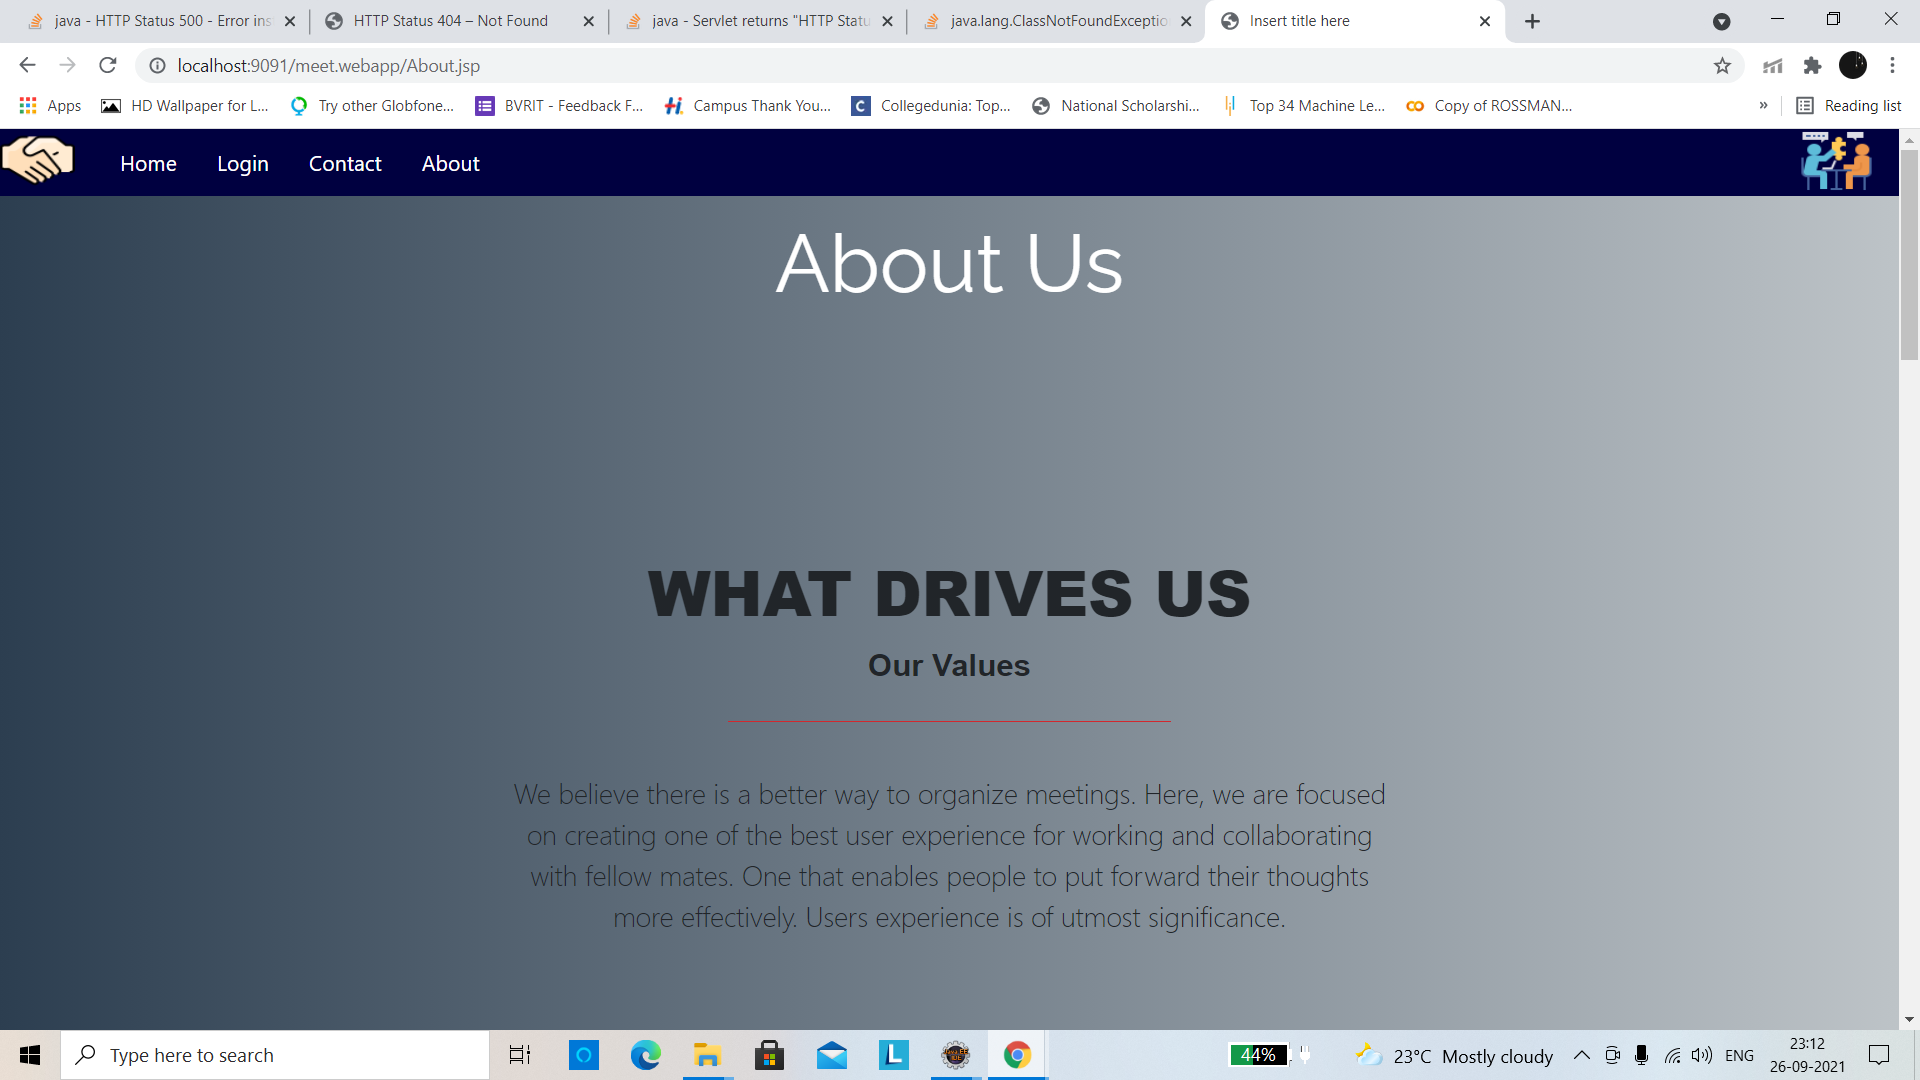 java - HTTP Status 500 - Error ins
HTTP Status 404 – Not Found
java - Servlet returns "HTTP Statu
java.lang.ClassNotFoundExceptio
Insert title here
localhost:9091/meet.webapp/About.jsp
Apps
HD Wallpaper for L...
Try other Globfone...
BVRIT - Feedback F...
Campus Thank You...
Collegedunia: Top...
National Scholarshi...
Top 34 Machine Le...
Copy of ROSSMAN...
»
Reading list
Home
Login
Contact
About
About Us
WHAT DRIVES US
Our Values
We believe there is a better way to organize meetings. Here, we are focused
on creating one of the best user experience for working and collaborating
with fellow mates. One that enables people to put forward their thoughts
more effectively. Users experience is of utmost significance.
Type here to search
44%
23°C Mostly cloudy
ENG
23:12
26-09-2021